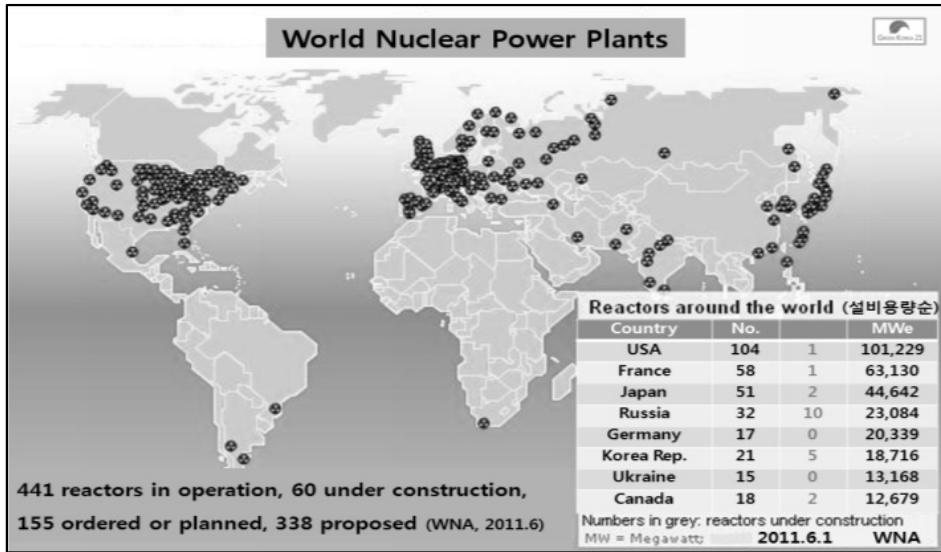 World Nuclear Power Plants
GREEN KOREA 21
Reactors around the world (설비용량순)
Country No. MWe
USA 104 1 101,229
France 58 1 63,130
Japan 51 2 44,642
Russia 32 10 23,084
Germany 17 0 20,339
Korea Rep. 21 5 18,716
Ukraine 15 0 13,168
Canada 18 2 12,679
Numbers in grey: reactors under construction
MW = Megawatt; 2011.6.1 WNA
441 reactors in operation, 60 under construction,
155 ordered or planned, 338 proposed (WNA, 2011.6)